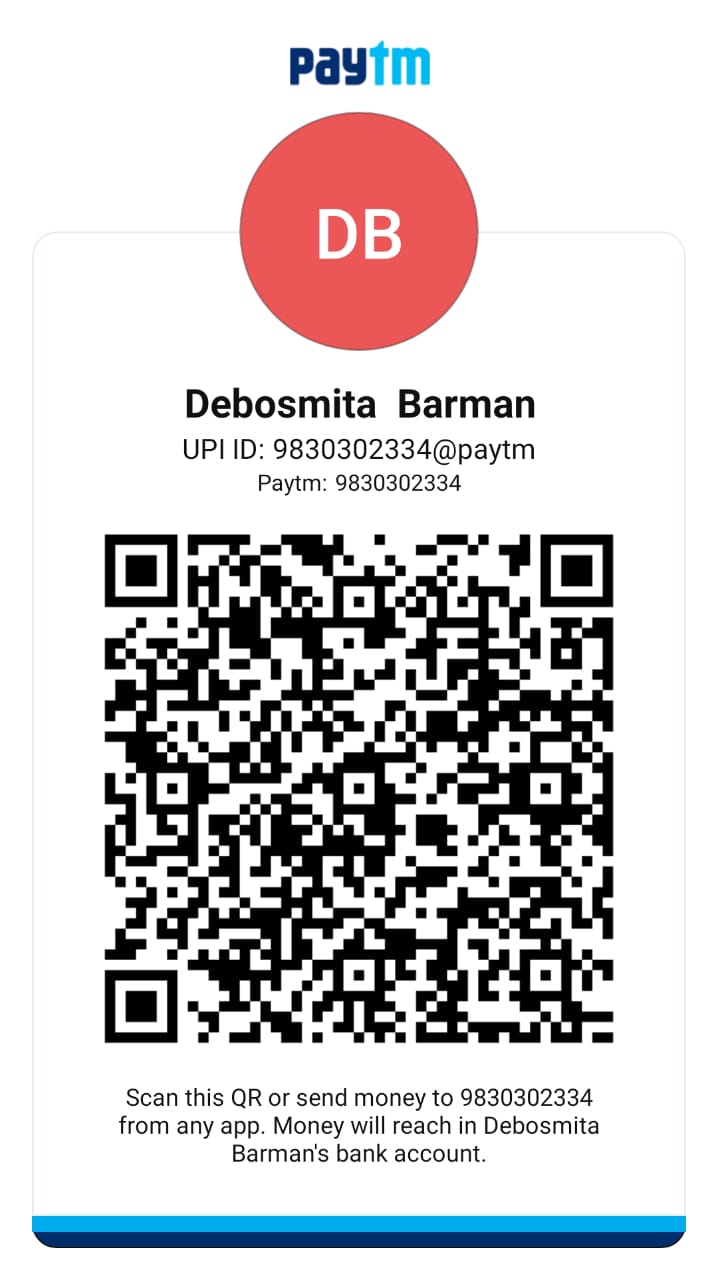 paytm
DB
Debosmita Barman
UPI ID: 9830302334@paytm
Paytm: 9830302334
Scan this QR or send money to 9830302334
from any app. Money will reach in Debosmita
Barman's bank account.